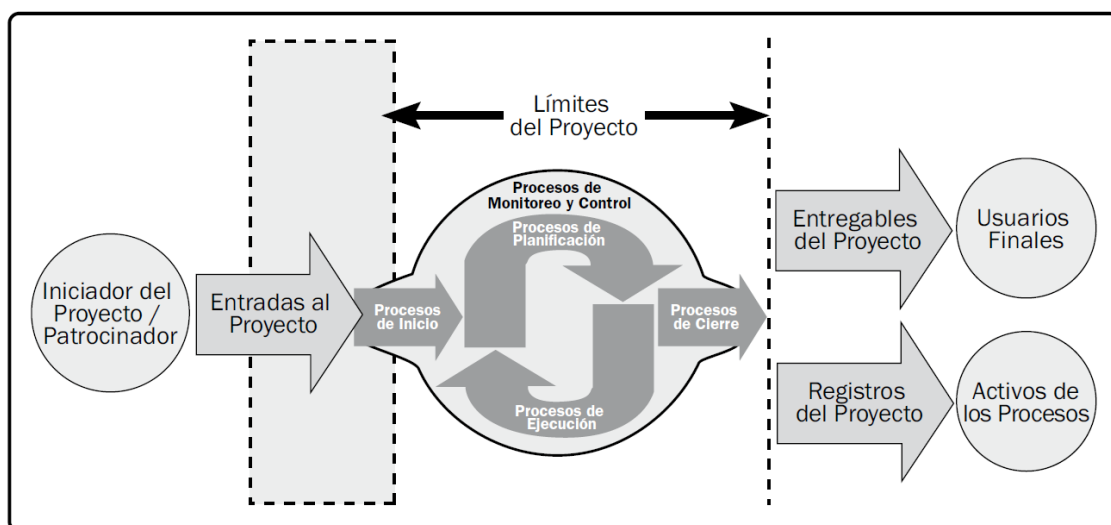 Límites
del Proyecto
Procesos de
Monitoreo y Control
Procesos de
Planificación
Iniciador del
Proyecto /
Patrocinador
Entradas al
Proyecto
Procesos
de Inicio
Procesos
de Cierre
Procesos de
Ejecución
Entregables
del Proyecto
Usuarios
Finales
Registros
del Proyecto
Activos de
los Procesos